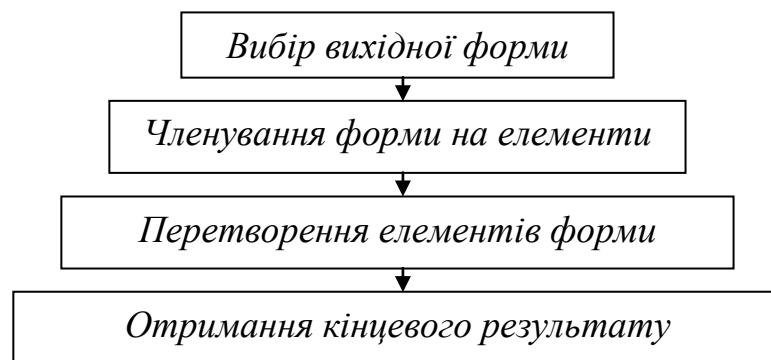 Вибір вихідної форми
Членування форми на елементи
Перетворення елементів форми
Отримання кінцевого результату